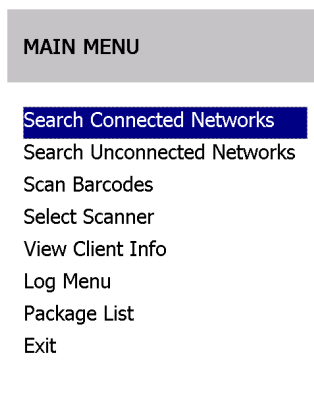 MAIN MENU
Search Connected Networks
Search Unconnected Networks
Scan Barcodes
Select Scanner
View Client Info
Log Menu
Package List
Exit